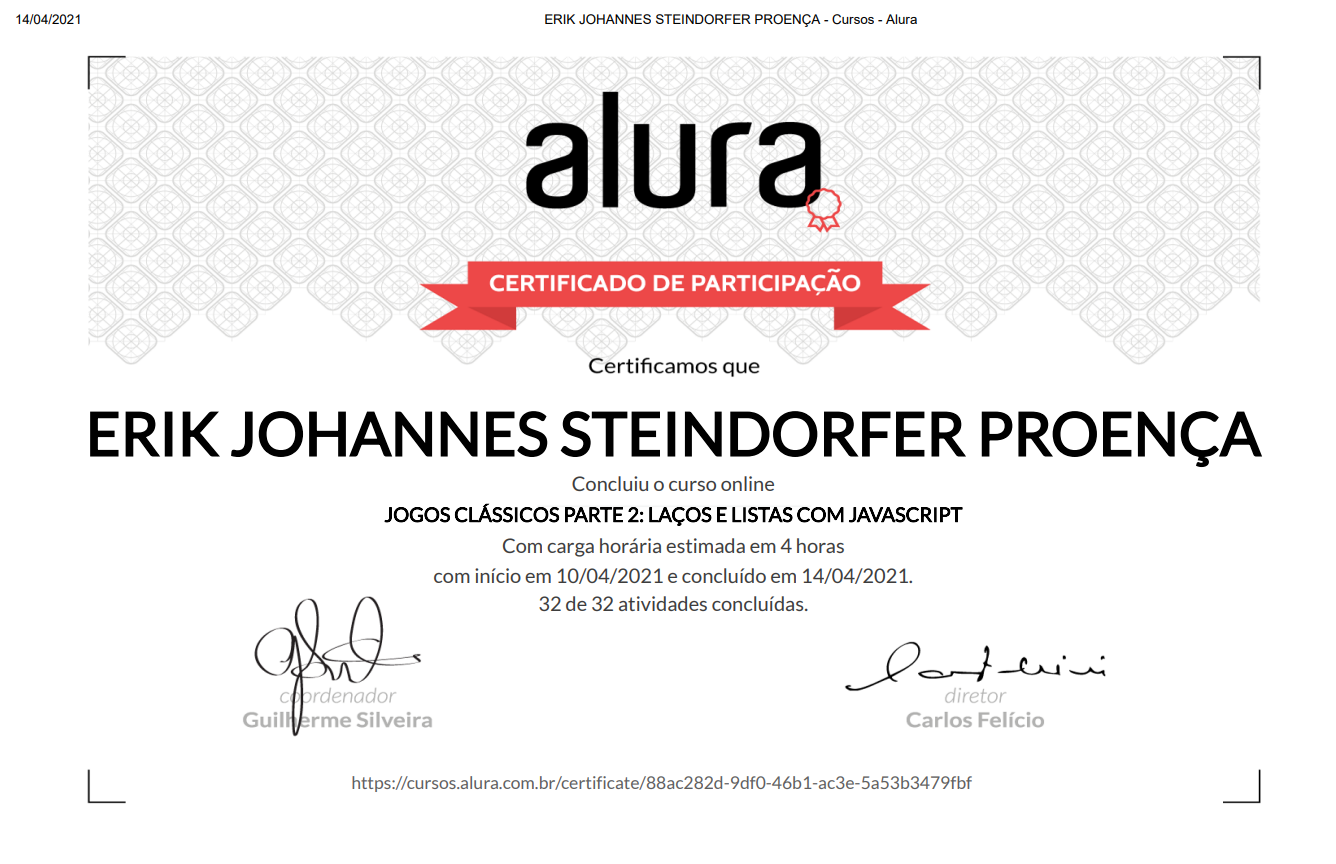 14/04/2021
ERIK JOHANNES STEINDORFER PROENÇA - Cursos - Alura
alura
CERTIFICADO DE PARTICIPAÇÃO
Certificamos que
ERIK JOHANNES STEINDORFER PROENÇA
Concluiu o curso online
JOGOS CLÁSSICOS PARTE 2: LAÇOS E LISTAS COM JAVASCRIPT
Com carga horária estimada em 4 horas
com início em 10/04/2021 e concluído em 14/04/2021.
32 de 32 atividades concluídas.
coordenador
Guilherme Silveira
diretor
Carlos Felício
https://cursos.alura.com.br/certificate/88ac282d-9df0-46b1-ac3e-5a53b3479fbf